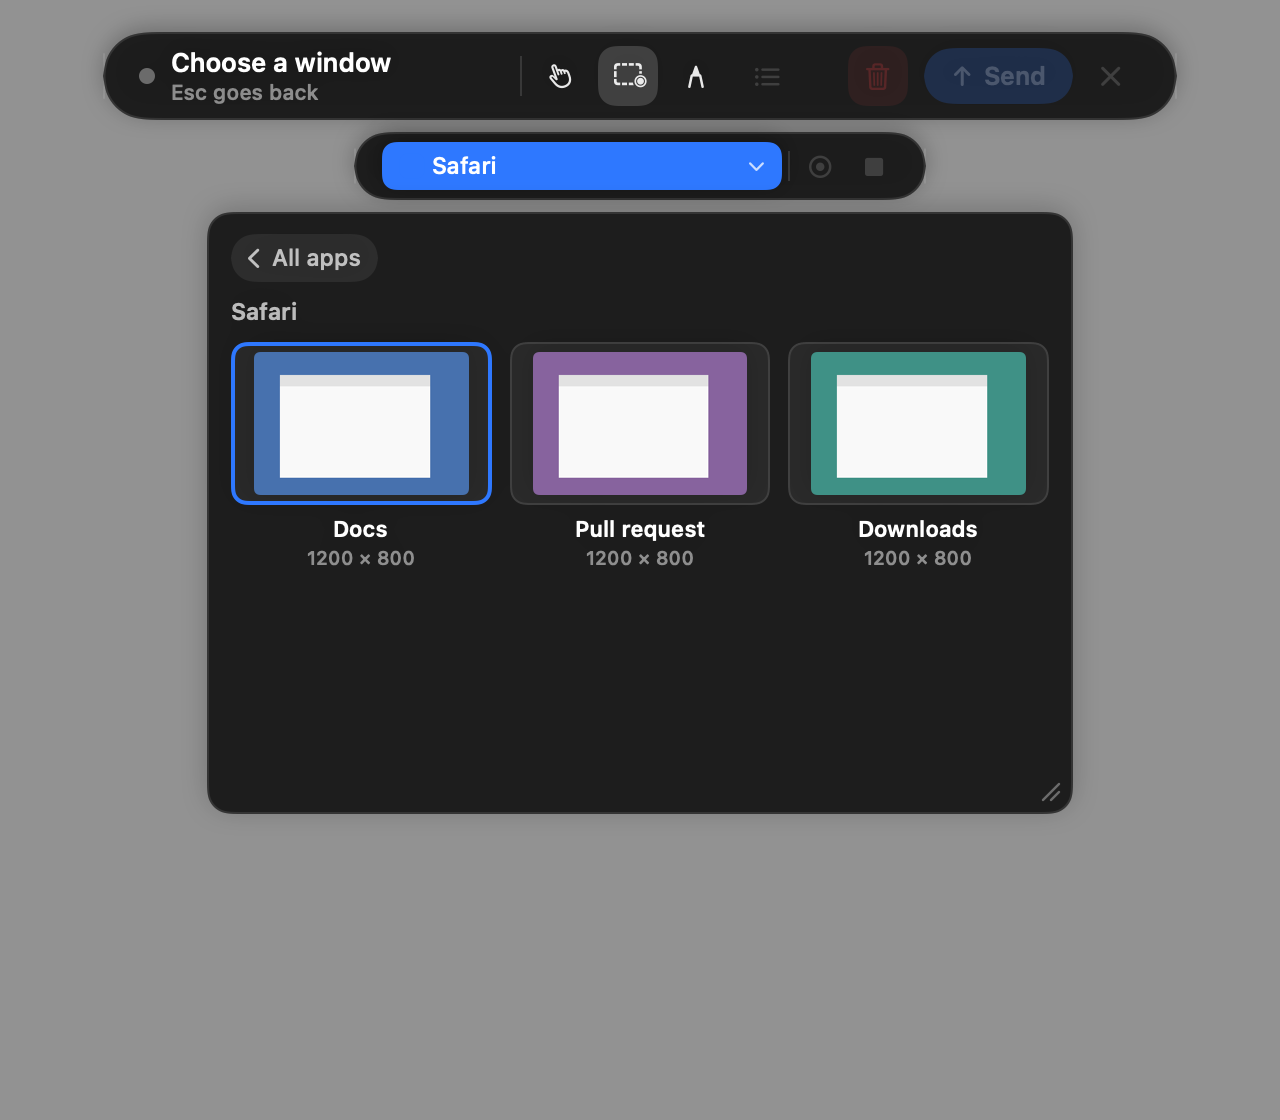 Choose a window
Esc goes back
Send
Safari
All apps
Safari
Docs
1200 × 800
Pull request
1200 × 800
Downloads
1200 × 800